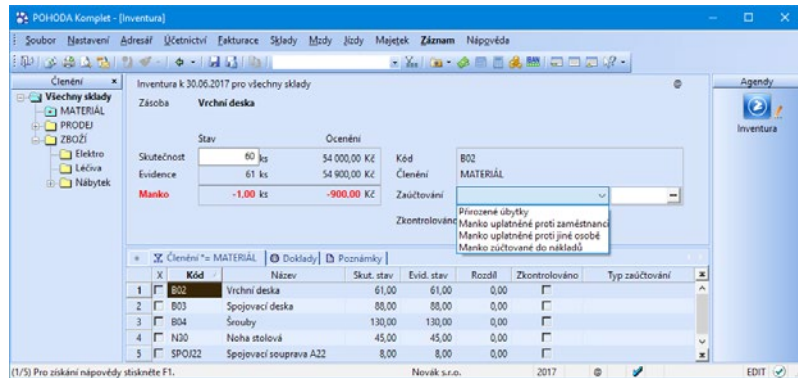 POHODA Komplet - [Inventura]
Soubor Nastavení Adresář Účetnictví Fakturace Sklady Mzdy Jízdy Majetek Záznam Nápověda
Členění
Všechny sklady
MATERIÁL
PRODEJ
ZBOŽÍ
Elektro
Léčiva
Nábytek
Inventura k 30.06.2017 pro všechny sklady
Zásoba Vrchní deska
Stav Ocenění
Skutečnost 60 ks 54 000,00 Kč Kód B02
Evidence 61 ks 54 900,00 Kč Členění MATERIÁL
Manko -1,00 ks -900,00 Kč Zaúčtování
Zkontrolováno
Přirozené úbytky
Manko uplatněné proti zaměstnanci
Manko uplatněné proti jiné osobě
Manko zúčtované do nákladů
Agendy
Inventura
Členění *= MATERIÁL Doklady Poznámky
X Kód Název Skut. stav Evid. stav Rozdíl Zkontrolováno Typ zaúčtování
1 B02 Vrchní deska 61,00 61,00 0,00
2 B03 Spojovací deska 88,00 88,00 0,00
3 B04 Šrouby 130,00 130,00 0,00
4 N30 Noha stolová 45,00 45,00 0,00
5 SPOJ22 Spojovací souprava A22 8,00 8,00 0,00
(1/5) Pro získání nápovědy stiskněte F1. Novák s.r.o. 2017 EDIT